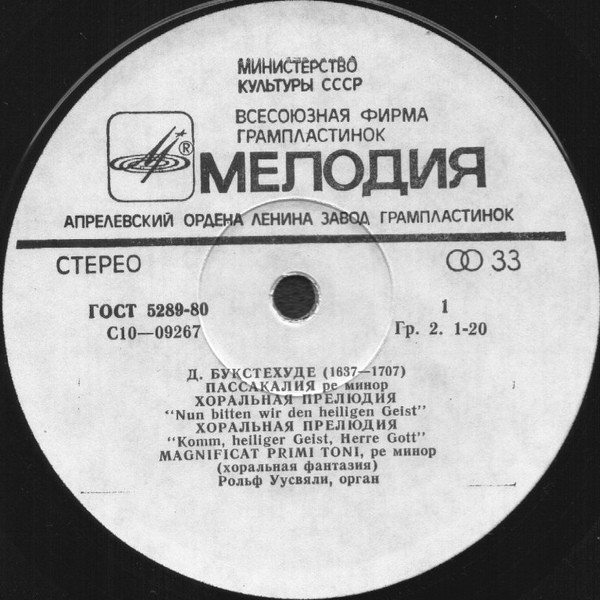 МИНИСТЕРСТВО
КУЛЬТУРЫ СССР
ВСЕСОЮЗНАЯ ФИРМА
ГРАМПЛАСТИНОК
®
МЕЛОДИЯ
АПРЕЛЕВСКИЙ ОРДЕНА ЛЕНИНА ЗАВОД ГРАМПЛАСТИНОК
СТЕРЕО
33
ГОСТ 5289-80
С10—09267
1
Гр. 2. 1-20
Д. БУКСТЕХУДЕ (1637—1707)
ПАССАКАЛИЯ ре минор
ХОРАЛЬНАЯ ПРЕЛЮДИЯ
“Nun bitten wir den heiligen Geist”
ХОРАЛЬНАЯ ПРЕЛЮДИЯ
“Komm, heiliger Geist, Herre Gott”
MAGNIFICAT PRIMI TONI, ре минор
(хоральная фантазия)
Рольф Уусвяли, орган